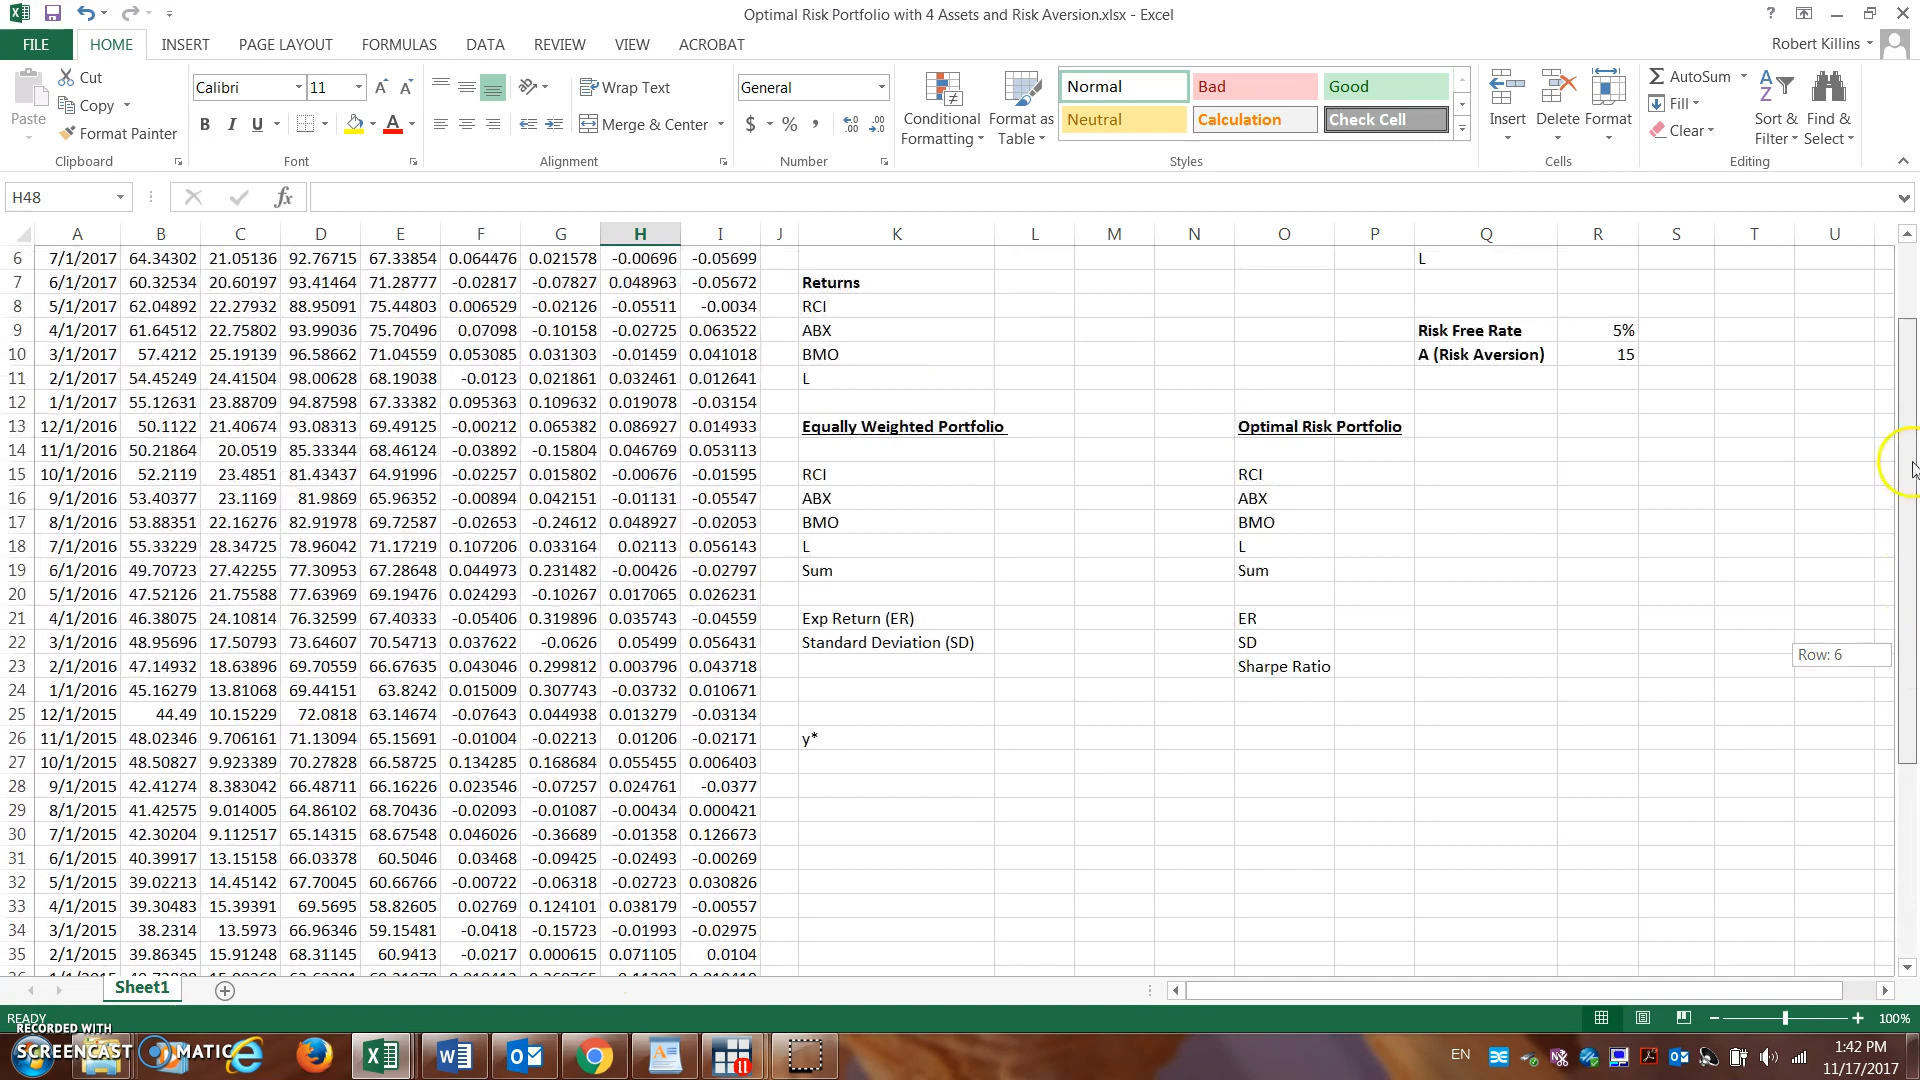 Optimal Risk Portfolio with 4 Assets and Risk Aversion.xlsx - Excel
FILE HOME INSERT PAGE LAYOUT FORMULAS DATA REVIEW VIEW ACROBAT Robert Killins
Paste Cut Copy Format Painter Clipboard
Calibri 11 B I U Font
Wrap Text Merge & Center Alignment
General $ % , Number
Conditional Formatting Format as Table Normal Bad Good Neutral Calculation Check Cell Styles
Insert Delete Format Cells
AutoSum Fill Clear Sort & Filter Find & Select Editing
H48 fx
A B C D E F G H I J K L M N O P Q R S T U
6 7/1/2017 64.34302 21.05136 92.76715 67.33854 0.064476 0.021578 -0.00696 -0.05699 L
7 6/1/2017 60.32534 20.60197 93.41464 71.28777 -0.02817 -0.07827 0.048963 -0.05672 Returns
8 5/1/2017 62.04892 22.27932 88.95091 75.44803 0.006529 -0.02126 -0.05511 -0.0034 RCI
9 4/1/2017 61.64512 22.75802 93.99036 75.70496 0.07098 -0.10158 -0.02725 0.063522 ABX Risk Free Rate 5%
10 3/1/2017 57.4212 25.19139 96.58662 71.04559 0.053085 0.031303 -0.01459 0.041018 BMO A (Risk Aversion) 15
11 2/1/2017 54.45249 24.41504 98.00628 68.19038 -0.0123 0.021861 0.032461 0.012641 L
12 1/1/2017 55.12631 23.88709 94.87598 67.33382 0.095363 0.109632 0.019078 -0.03154
13 12/1/2016 50.1122 21.40674 93.08313 69.49125 -0.00212 0.065382 0.086927 0.014933 Equally Weighted Portfolio Optimal Risk Portfolio
14 11/1/2016 50.21864 20.0519 85.33344 68.46124 -0.03892 -0.15804 0.046769 0.053113
15 10/1/2016 52.2119 23.4851 81.43437 64.91996 -0.02257 0.015802 -0.00676 -0.01595 RCI RCI
16 9/1/2016 53.40377 23.1169 81.9869 65.96352 -0.00894 0.042151 -0.01131 -0.05547 ABX ABX
17 8/1/2016 53.88351 22.16276 82.91978 69.72587 -0.02653 -0.24612 0.048927 -0.02053 BMO BMO
18 7/1/2016 55.33229 28.34725 78.96042 71.17219 0.107206 0.033164 0.02113 0.056143 L L
19 6/1/2016 49.70723 27.42255 77.30953 67.28648 0.044973 0.231482 -0.00426 -0.02797 Sum Sum
20 5/1/2016 47.52126 21.75588 77.63969 69.19476 0.024293 -0.10267 0.017065 0.026231
21 4/1/2016 46.38075 24.10814 76.32599 67.40333 -0.05406 0.319896 0.035743 -0.04559 Exp Return (ER) ER
22 3/1/2016 48.95696 17.50793 73.64607 70.54713 0.037622 -0.0626 0.05499 0.056431 Standard Deviation (SD) SD
23 2/1/2016 47.14932 18.63896 69.70559 66.67635 0.043046 0.299812 0.003796 0.043718 Sharpe Ratio Row: 6
24 1/1/2016 45.16279 13.81068 69.44151 63.8242 0.015009 0.307743 -0.03732 0.010671
25 12/1/2015 44.49 10.15229 72.0818 63.14674 -0.07643 0.044938 0.013279 -0.03134
26 11/1/2015 48.02346 9.706161 71.13094 65.15691 -0.01004 -0.02213 0.01206 -0.02171 y*
27 10/1/2015 48.50827 9.923389 70.27828 66.58725 0.134285 0.168684 0.055455 0.006403
28 9/1/2015 42.41274 8.383042 66.48711 66.16226 0.023546 -0.07257 0.024761 -0.0377
29 8/1/2015 41.42575 9.014005 64.86102 68.70436 -0.02093 -0.01087 -0.00434 0.000421
30 7/1/2015 42.30204 9.112517 65.14315 68.67548 0.046026 -0.36689 -0.01358 0.126673
31 6/1/2015 40.39917 13.15158 66.03378 60.5046 0.03468 -0.09425 -0.02493 -0.00269
32 5/1/2015 39.02213 14.45142 67.70045 60.66766 -0.00722 -0.06318 -0.02723 0.030826
33 4/1/2015 39.30483 15.39391 69.5695 58.82605 0.02769 0.124101 0.038179 -0.00557
34 3/1/2015 38.2314 13.5973 66.96346 59.15481 -0.0418 -0.15723 -0.01993 -0.02975
35 2/1/2015 39.86345 15.91248 68.31145 60.9413 -0.0217 0.000615 0.071105 0.0104
Sheet1
READY 100%
RECORDED WITH
SCREENCAST MATIC
EN 1:42 PM
11/17/2017